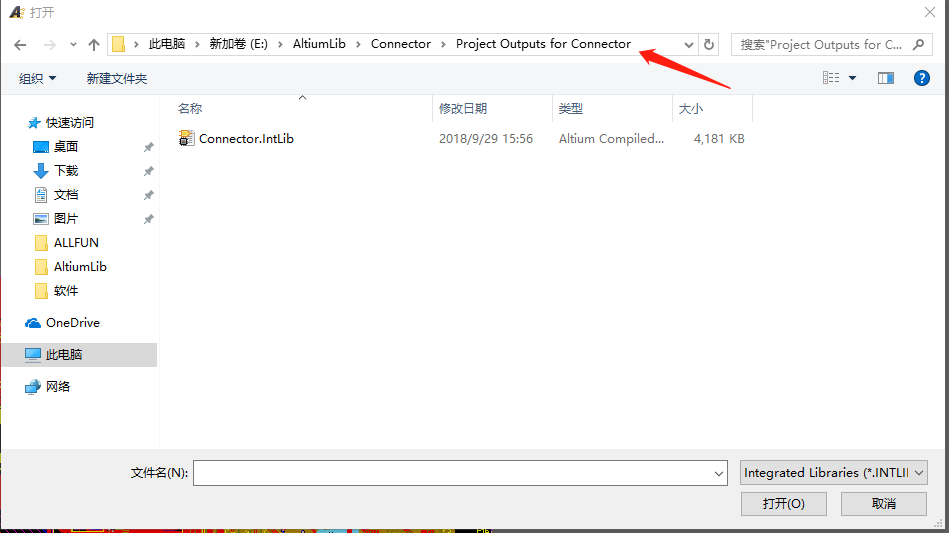 打开
此电脑 新加卷 (E:) AltiumLib Connector Project Outputs for Connector
搜索"Project Outputs for C...
组织 新建文件夹
名称 修改日期 类型 大小
Connector.IntLib 2018/9/29 15:56 Altium Compiled... 4,181 KB
快速访问
桌面
下载
文档
图片
ALLFUN
AltiumLib
软件
OneDrive
此电脑
网络
文件名(N): Integrated Libraries (*.INTLI
打开(O) 取消